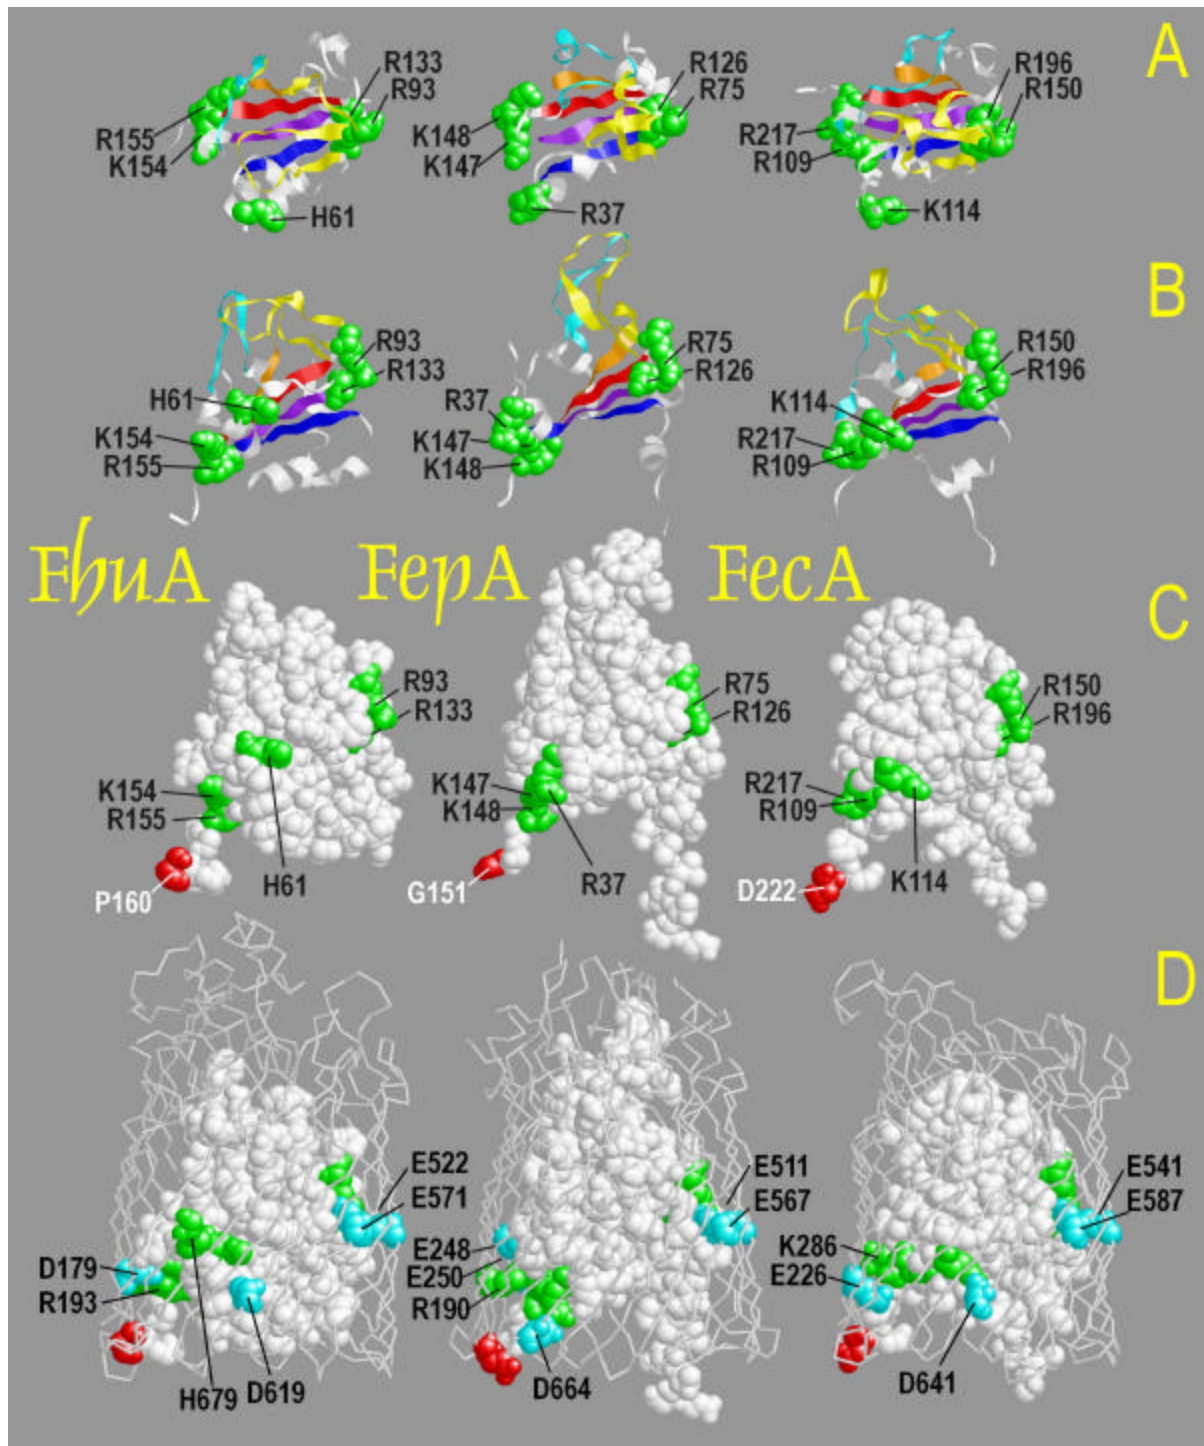 A
R133
R93
R155
K154
H61
R126
R75
K148
K147
R37
R196
R150
R217
R109
K114
B
R93
R133
H61
K154
R155
R75
R126
R37
K147
K148
R150
R196
K114
R217
R109
FhuA
FepA
FecA
C
R93
R133
K154
R155
P160
H61
R75
R126
K147
K148
G151
R37
R150
R196
R217
R109
D222
K114
D
E522
E571
D179
R193
H679
D619
E511
E567
E248
E250
R190
D664
E541
E587
K286
E226
D641